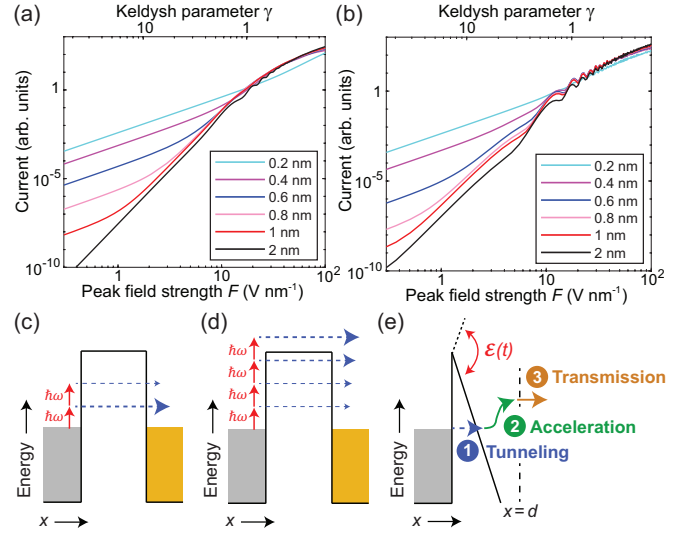 (a)
Keldysh parameter γ
10
1
Current (arb. units)
1
10⁻⁵
10⁻¹⁰
0.2 nm
0.4 nm
0.6 nm
0.8 nm
1 nm
2 nm
1
10
100
Peak field strength F (V nm⁻¹)
(b)
Keldysh parameter γ
10
1
Current (arb. units)
1
10⁻⁵
10⁻¹⁰
0.2 nm
0.4 nm
0.6 nm
0.8 nm
1 nm
2 nm
1
10
100
Peak field strength F (V nm⁻¹)
(c)
ħω
ħω
Energy
x
(d)
ħω
ħω
ħω
ħω
Energy
x
(e)
ε(t)
3 Transmission
2 Acceleration
1 Tunneling
Energy
x = d
x